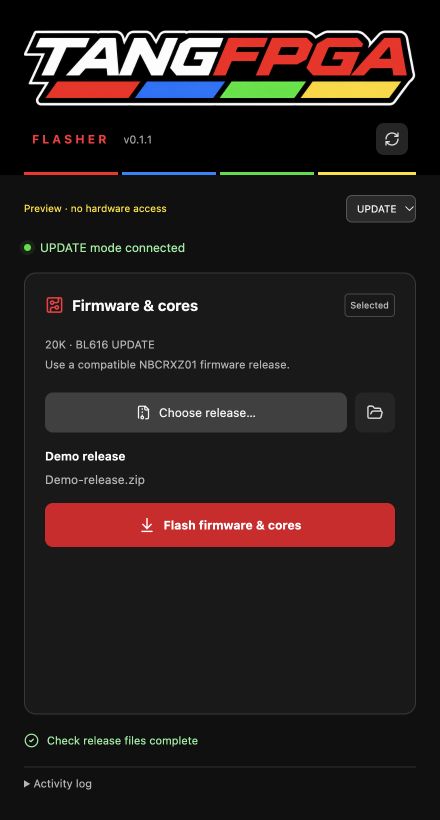 TANGFPGA
FLASHER v0.1.1
Preview · no hardware access
UPDATE
UPDATE mode connected
Firmware & cores
Selected
20K · BL616 UPDATE
Use a compatible NBCRXZ01 firmware release.
Choose release...
Demo release
Demo-release.zip
Flash firmware & cores
Check release files complete
Activity log